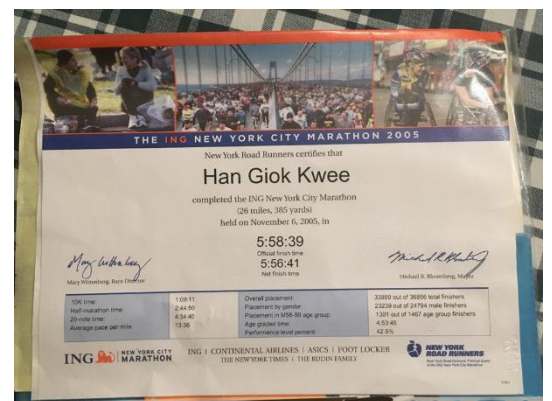 THE ING NEW YORK CITY MARATHON 2005
New York Road Runners certifies that
Han Giok Kwee
completed the ING New York City Marathon
(26 miles, 385 yards)
held on November 6, 2005, in
5:58:39
Official finish time
5:56:41
Net finish time
Mary Wittenberg, Race Director
Michael R. Bloomberg, Mayor
10K time: 1:09:11
Half-marathon time: 2:44:50
20-mile time: 4:34:40
Average pace per mile: 13:36
Overall placement: 33899 out of 36856 total finishers
Placement by gender: 23239 out of 24794 male finishers
Placement in M55-59 age group: 1301 out of 1467 age group finishers
Age graded time: 4:53:45
Performance level percent: 42.5%
ING NEW YORK CITY MARATHON
ING | CONTINENTAL AIRLINES | ASICS | FOOT LOCKER
THE NEW YORK TIMES | THE RUDIN FAMILY
NEW YORK ROAD RUNNERS